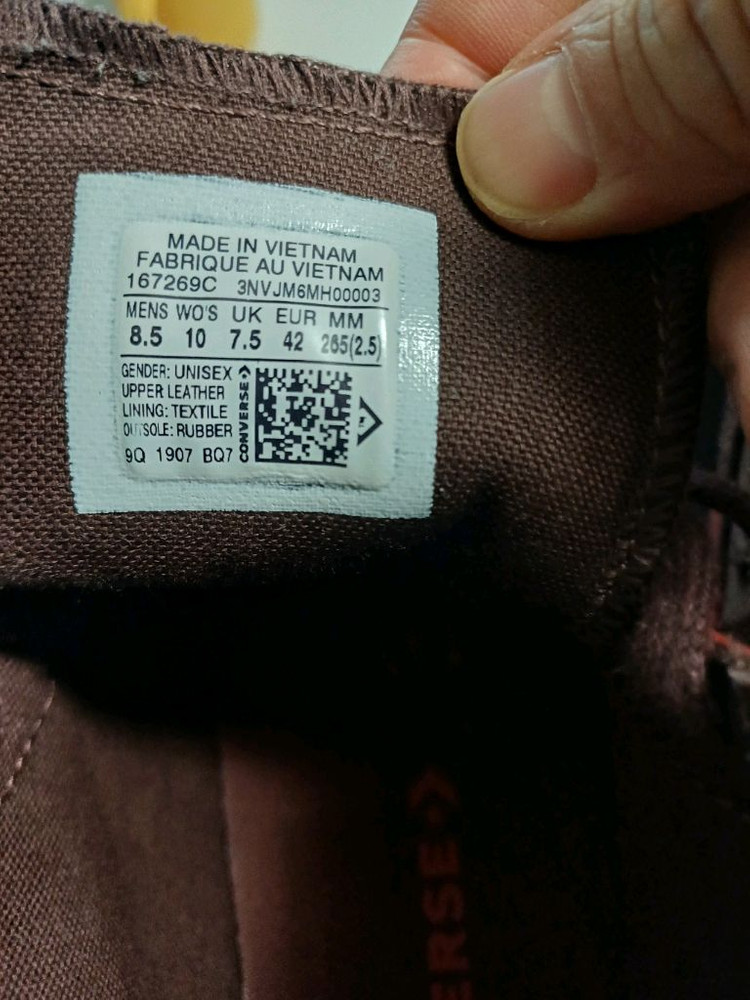 MADE IN VIETNAM
FABRIQUE AU VIETNAM
167269C 3NVJM6MH00003
MENS WO'S UK EUR MM
8.5 10 7.5 42 265(2.5)
GENDER: UNISEX
UPPER LEATHER
LINING: TEXTILE
OUTSOLE: RUBBER
9Q 1907 BQ7
CONVERSE
ERSE